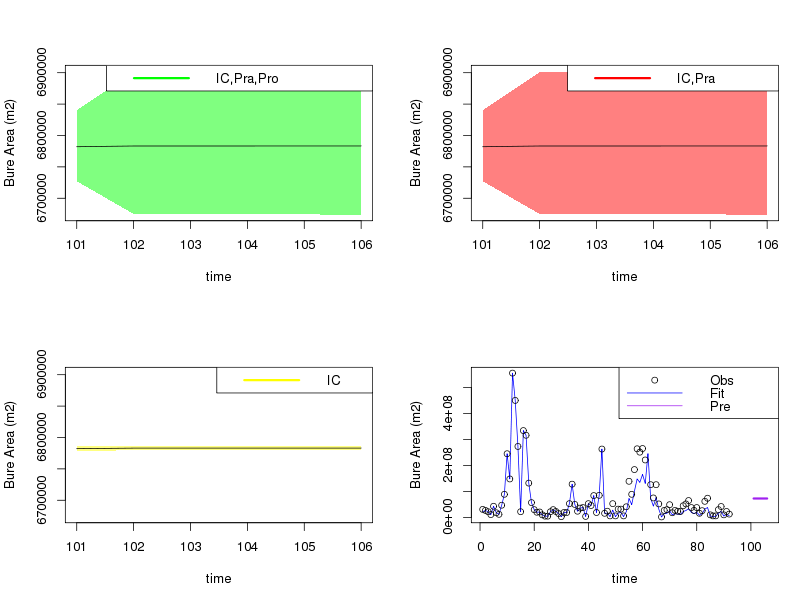 IC,Pra,Pro
Bure Area (m2)
6700000 6800000 6900000
101 102 103 104 105 106
time
IC,Pra
Bure Area (m2)
6700000 6800000 6900000
101 102 103 104 105 106
time
IC
Bure Area (m2)
6700000 6800000 6900000
101 102 103 104 105 106
time
Obs
Fit
Pre
Bure Area (m2)
0e+00 2e+08 4e+08
0 20 40 60 80 100
time